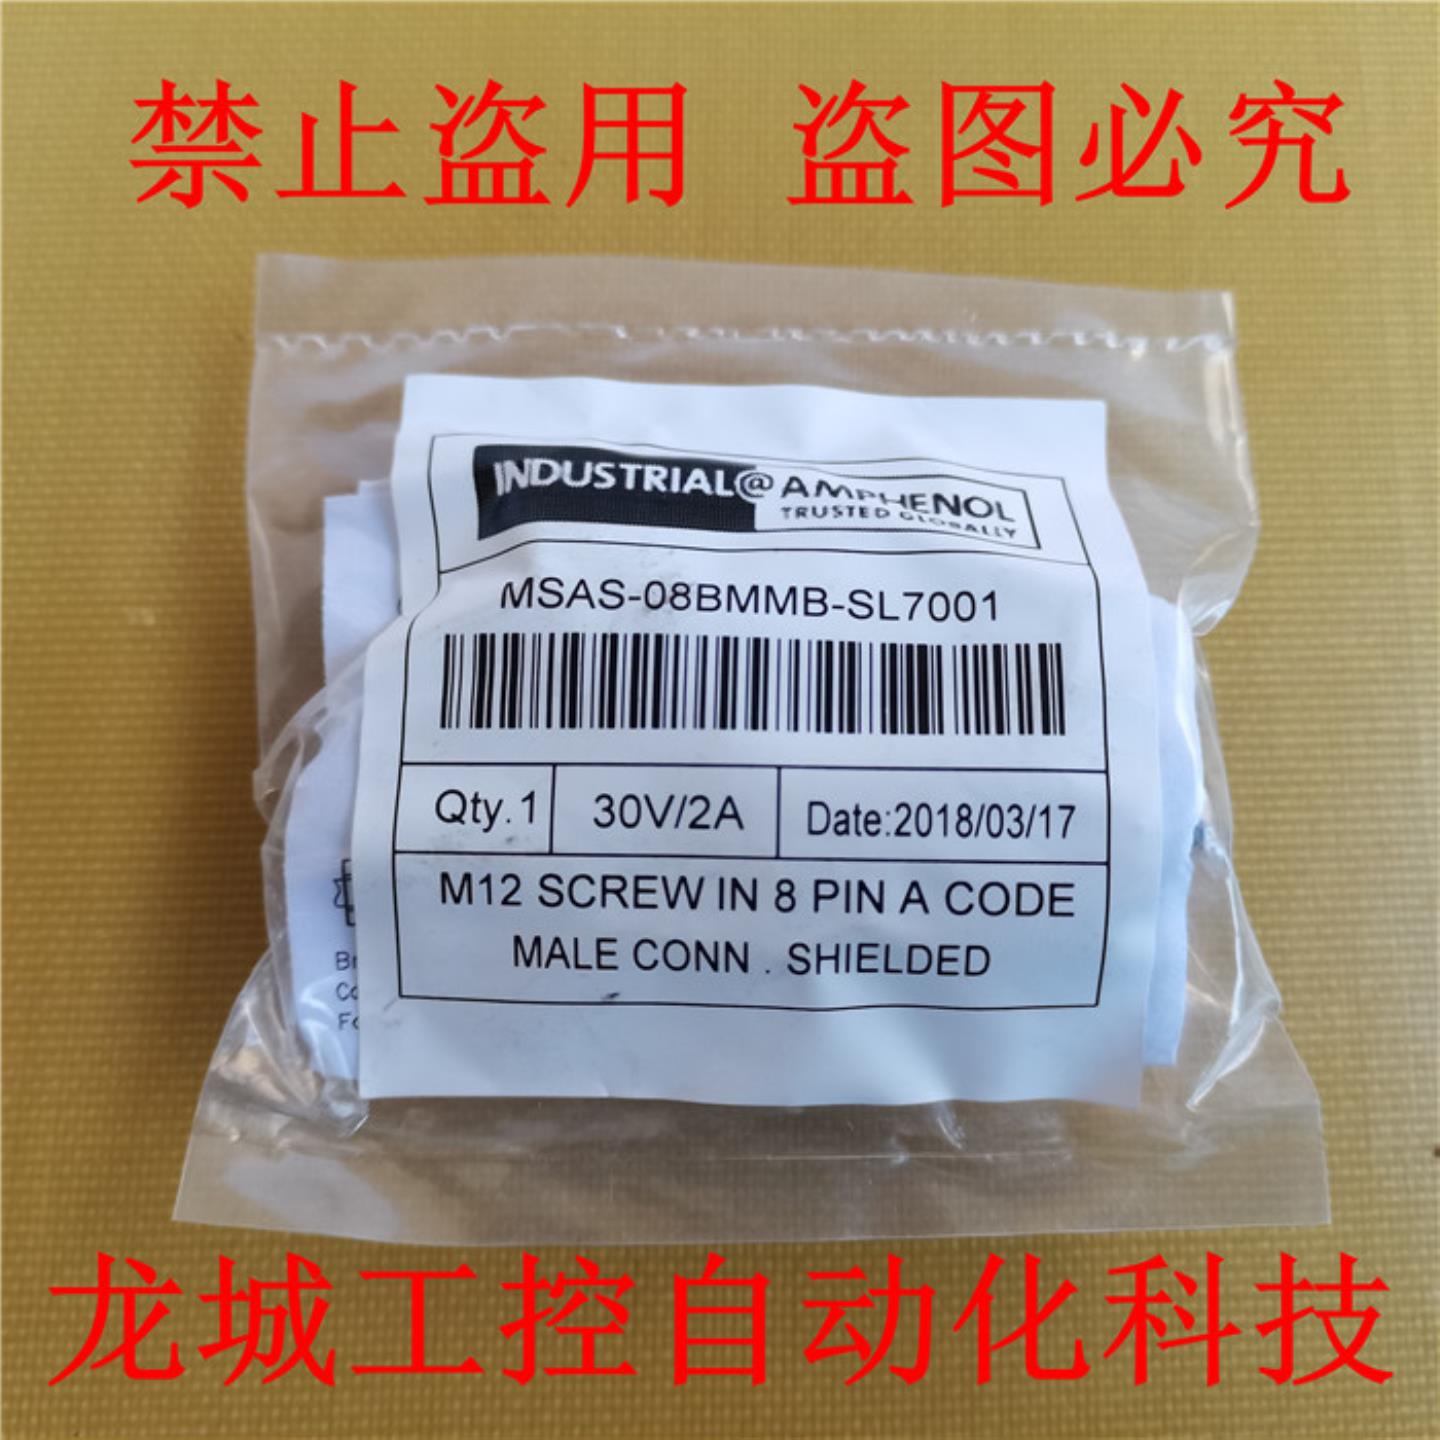 禁止盗用 盗图必究
INDUSTRIAL@AMPHENOL
TRUSTED GLOBALLY
MSAS-08BMMB-SL7001
Qty.1 30V/2A Date:2018/03/17
M12 SCREW IN 8 PIN A CODE
MALE CONN . SHIELDED
龙城工控自动化科技